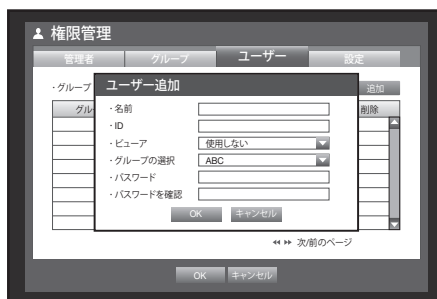 権限管理
管理者 グループ ユーザー 設定
・グループ
追加
ユーザー追加
グル
削除
・名前
・ID
・ビューア 使用しない
・グループの選択 ABC
・パスワード
・パスワードを確認
OK キャンセル
次/前のページ
OK キャンセル